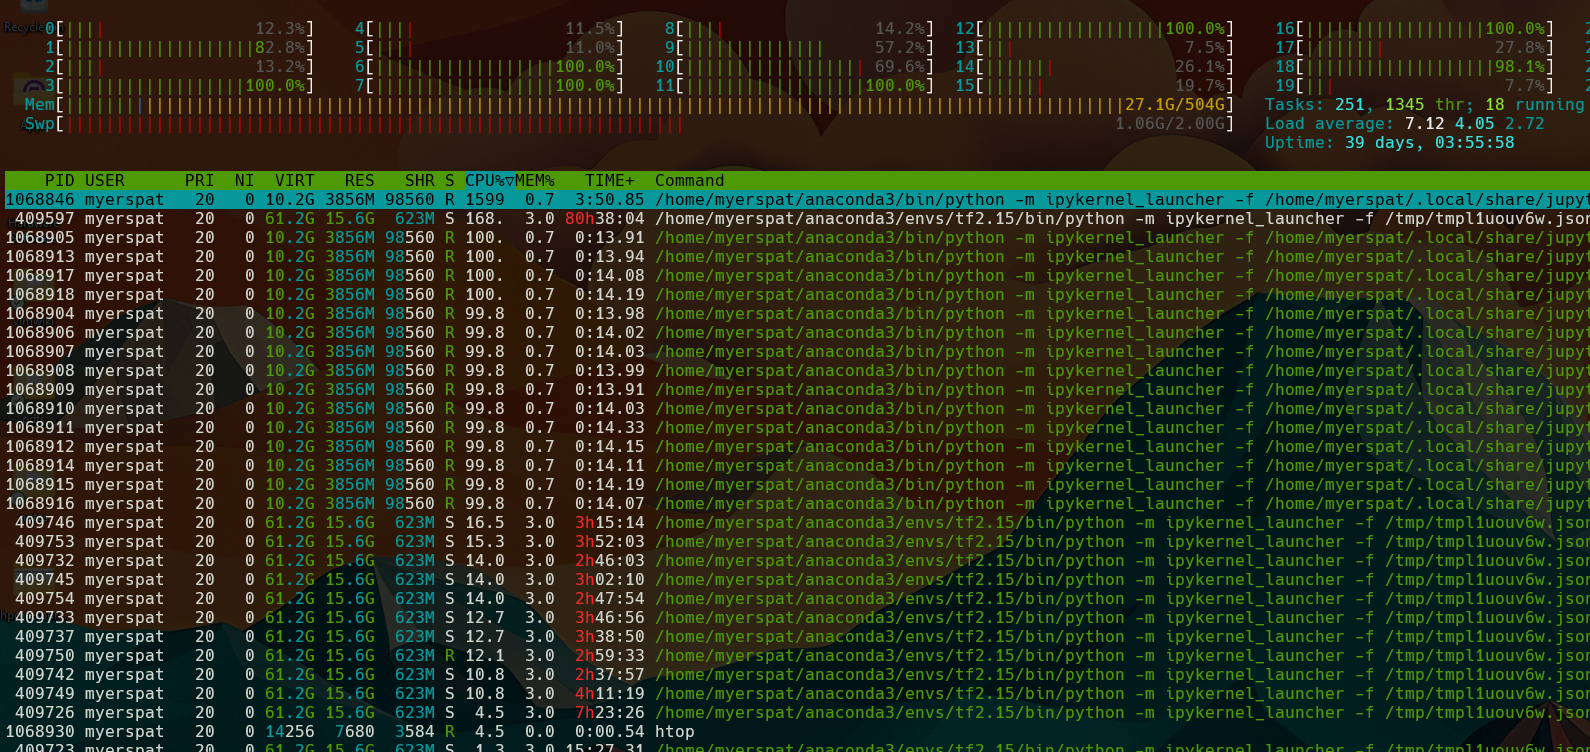 0[|||| 12.3%] 4[|||| 11.5%] 8[|||| 14.2%] 12[||||||||||||||||||100.0%] 16[||||||||||||||||||100.0%]
1[|||||||||||||||||||82.8%] 5[|||| 11.0%] 9[|||||||||||||| 57.2%] 13[||| 7.5%] 17[|||||||| 27.8%]
2[|||| 13.2%] 6[||||||||||||||||||100.0%] 10[|||||||||||||||||| 69.6%] 14[||||||| 26.1%] 18[|||||||||||||||||||98.1%]
3[||||||||||||||||||100.0%] 7[||||||||||||||||||100.0%] 11[||||||||||||||||||100.0%] 15[|||||| 19.7%] 19[||| 7.7%]
Mem[27.1G/504G] Tasks: 251, 1345 thr; 18 running
Swp[1.06G/2.00G] Load average: 7.12 4.05 2.72
Uptime: 39 days, 03:55:58
PID USER PRI NI VIRT RES SHR S CPU%▽MEM% TIME+ Command
1068846 myerspat 20 0 10.2G 3856M 98560 R 1599 0.7 3:50.85 /home/myerspat/anaconda3/bin/python -m ipykernel_launcher -f /home/myerspat/.local/share/jupyt
409597 myerspat 20 0 61.2G 15.6G 623M S 168. 3.0 80h38:04 /home/myerspat/anaconda3/envs/tf2.15/bin/python -m ipykernel_launcher -f /tmp/tmpl1uouv6w.json
1068905 myerspat 20 0 10.2G 3856M 98560 R 100. 0.7 0:13.91 /home/myerspat/anaconda3/bin/python -m ipykernel_launcher -f /home/myerspat/.local/share/jupyt
1068913 myerspat 20 0 10.2G 3856M 98560 R 100. 0.7 0:13.94 /home/myerspat/anaconda3/bin/python -m ipykernel_launcher -f /home/myerspat/.local/share/jupyt
1068917 myerspat 20 0 10.2G 3856M 98560 R 100. 0.7 0:14.08 /home/myerspat/anaconda3/bin/python -m ipykernel_launcher -f /home/myerspat/.local/share/jupyt
1068918 myerspat 20 0 10.2G 3856M 98560 R 100. 0.7 0:14.19 /home/myerspat/anaconda3/bin/python -m ipykernel_launcher -f /home/myerspat/.local/share/jupyt
1068904 myerspat 20 0 10.2G 3856M 98560 R 99.8 0.7 0:13.98 /home/myerspat/anaconda3/bin/python -m ipykernel_launcher -f /home/myerspat/.local/share/jupyt
1068906 myerspat 20 0 10.2G 3856M 98560 R 99.8 0.7 0:14.02 /home/myerspat/anaconda3/bin/python -m ipykernel_launcher -f /home/myerspat/.local/share/jupyt
1068907 myerspat 20 0 10.2G 3856M 98560 R 99.8 0.7 0:14.03 /home/myerspat/anaconda3/bin/python -m ipykernel_launcher -f /home/myerspat/.local/share/jupyt
1068908 myerspat 20 0 10.2G 3856M 98560 R 99.8 0.7 0:13.99 /home/myerspat/anaconda3/bin/python -m ipykernel_launcher -f /home/myerspat/.local/share/jupyt
1068909 myerspat 20 0 10.2G 3856M 98560 R 99.8 0.7 0:13.91 /home/myerspat/anaconda3/bin/python -m ipykernel_launcher -f /home/myerspat/.local/share/jupyt
1068910 myerspat 20 0 10.2G 3856M 98560 R 99.8 0.7 0:14.03 /home/myerspat/anaconda3/bin/python -m ipykernel_launcher -f /home/myerspat/.local/share/jupyt
1068911 myerspat 20 0 10.2G 3856M 98560 R 99.8 0.7 0:14.33 /home/myerspat/anaconda3/bin/python -m ipykernel_launcher -f /home/myerspat/.local/share/jupyt
1068912 myerspat 20 0 10.2G 3856M 98560 R 99.8 0.7 0:14.15 /home/myerspat/anaconda3/bin/python -m ipykernel_launcher -f /home/myerspat/.local/share/jupyt
1068914 myerspat 20 0 10.2G 3856M 98560 R 99.8 0.7 0:14.11 /home/myerspat/anaconda3/bin/python -m ipykernel_launcher -f /home/myerspat/.local/share/jupyt
1068915 myerspat 20 0 10.2G 3856M 98560 R 99.8 0.7 0:14.19 /home/myerspat/anaconda3/bin/python -m ipykernel_launcher -f /home/myerspat/.local/share/jupyt
1068916 myerspat 20 0 10.2G 3856M 98560 R 99.8 0.7 0:14.07 /home/myerspat/anaconda3/bin/python -m ipykernel_launcher -f /home/myerspat/.local/share/jupyt
409746 myerspat 20 0 61.2G 15.6G 623M S 16.5 3.0 3h15:14 /home/myerspat/anaconda3/envs/tf2.15/bin/python -m ipykernel_launcher -f /tmp/tmpl1uouv6w.json
409753 myerspat 20 0 61.2G 15.6G 623M S 15.3 3.0 3h52:03 /home/myerspat/anaconda3/envs/tf2.15/bin/python -m ipykernel_launcher -f /tmp/tmpl1uouv6w.json
409732 myerspat 20 0 61.2G 15.6G 623M S 14.0 3.0 2h46:03 /home/myerspat/anaconda3/envs/tf2.15/bin/python -m ipykernel_launcher -f /tmp/tmpl1uouv6w.json
409745 myerspat 20 0 61.2G 15.6G 623M S 14.0 3.0 3h02:10 /home/myerspat/anaconda3/envs/tf2.15/bin/python -m ipykernel_launcher -f /tmp/tmpl1uouv6w.json
409754 myerspat 20 0 61.2G 15.6G 623M S 14.0 3.0 2h47:54 /home/myerspat/anaconda3/envs/tf2.15/bin/python -m ipykernel_launcher -f /tmp/tmpl1uouv6w.json
409733 myerspat 20 0 61.2G 15.6G 623M S 12.7 3.0 3h46:56 /home/myerspat/anaconda3/envs/tf2.15/bin/python -m ipykernel_launcher -f /tmp/tmpl1uouv6w.json
409737 myerspat 20 0 61.2G 15.6G 623M S 12.7 3.0 3h38:50 /home/myerspat/anaconda3/envs/tf2.15/bin/python -m ipykernel_launcher -f /tmp/tmpl1uouv6w.json
409750 myerspat 20 0 61.2G 15.6G 623M S 12.1 3.0 2h59:33 /home/myerspat/anaconda3/envs/tf2.15/bin/python -m ipykernel_launcher -f /tmp/tmpl1uouv6w.json
409742 myerspat 20 0 61.2G 15.6G 623M S 10.8 3.0 2h37:57 /home/myerspat/anaconda3/envs/tf2.15/bin/python -m ipykernel_launcher -f /tmp/tmpl1uouv6w.json
409749 myerspat 20 0 61.2G 15.6G 623M S 10.8 3.0 4h11:19 /home/myerspat/anaconda3/envs/tf2.15/bin/python -m ipykernel_launcher -f /tmp/tmpl1uouv6w.json
409726 myerspat 20 0 61.2G 15.6G 623M S 4.5 3.0 7h23:26 /home/myerspat/anaconda3/envs/tf2.15/bin/python -m ipykernel_launcher -f /tmp/tmpl1uouv6w.json
1068930 myerspat 20 0 14256 7680 3584 R 4.5 0.0 0:00.54 htop
409723 myerspat 20 0 61.2G 15.6G 623M S 1.3 3.0 15:27.31 /home/myerspat/anaconda3/envs/tf2.15/bin/python -m ipykernel_launcher -f /tmp/tmpl1uouv6w.json